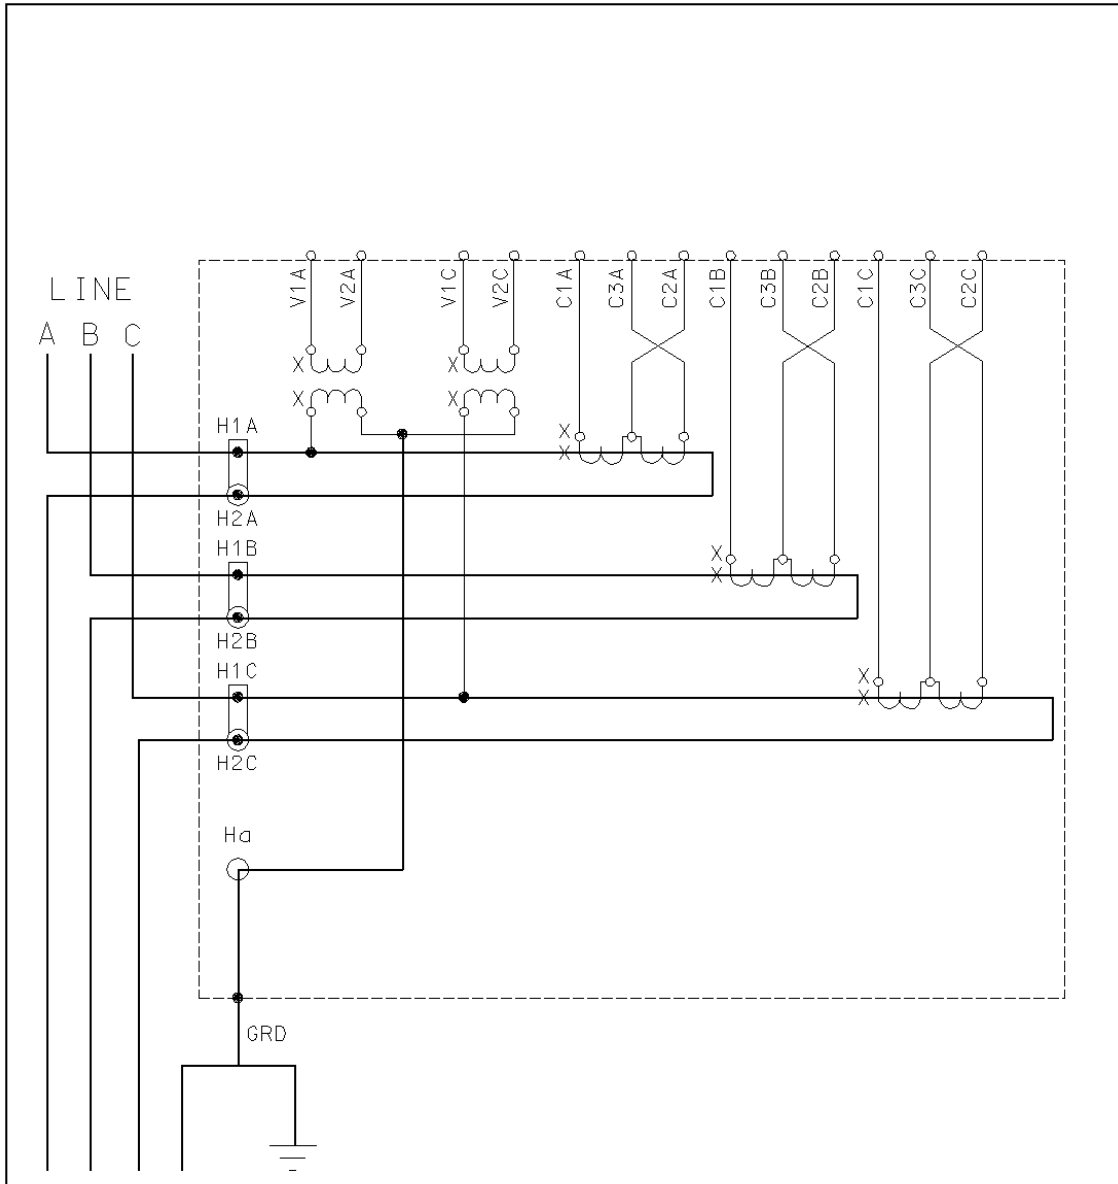 LINE
A B C
V1A V2A V1C V2C C1A C3A C2A C1B C3B C2B C1C C3C C2C
X X
X X
H1A
X
X
H2A
H1B
X
X
H2B
H1C
X
X
H2C
Ha
GRD